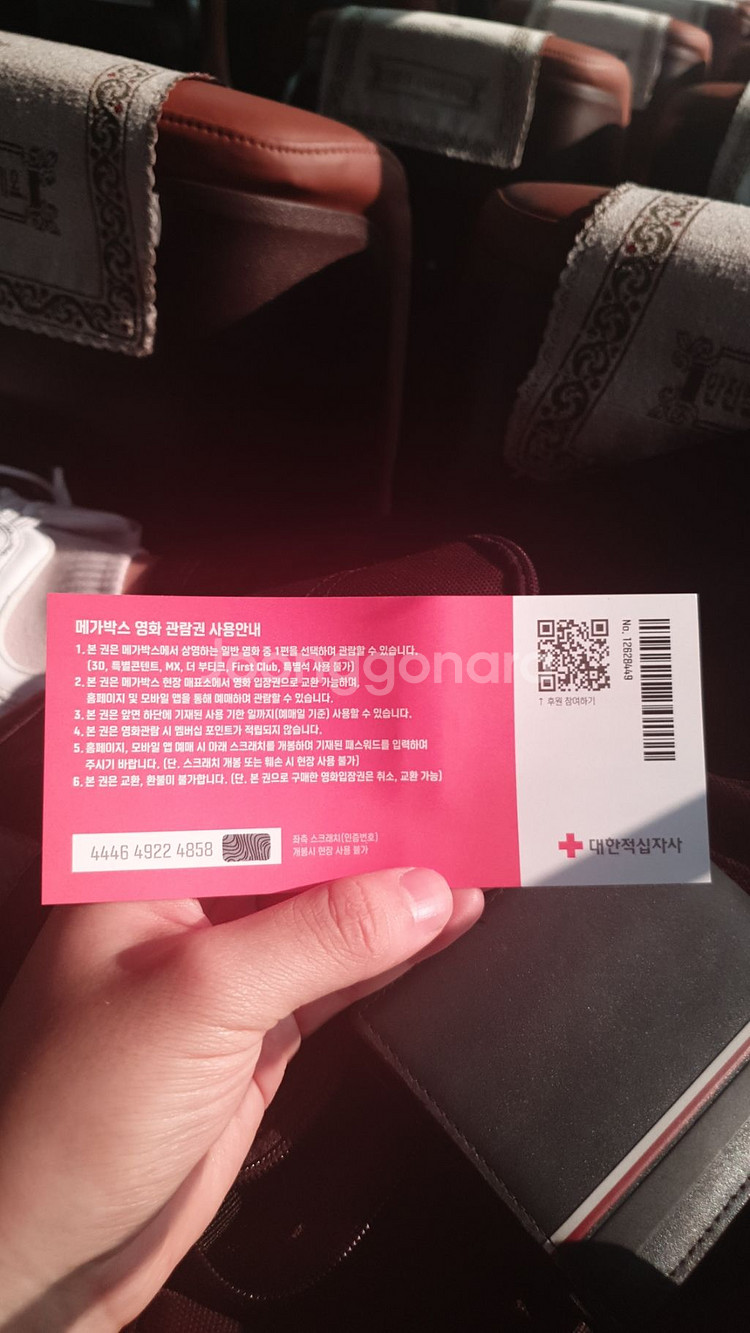 메가박스 영화 관람권 사용안내
1. 본 권은 메가박스에서 상영하는 일반 영화 중 1편을 선택하여 관람할 수 있습니다.
(3D, 특별콘텐트, MX, 더 부티크, First Club, 특별석 사용 불가)
2. 본 권은 메가박스 현장 매표소에서 영화 입장권으로 교환 가능하며,
홈페이지 및 모바일 앱을 통해 예매하여 관람할 수 있습니다.
3. 본 권은 앞면 하단에 기재된 사용 기한 일까지(예매일 기준) 사용할 수 있습니다.
4. 본 권은 영화관람 시 멤버십 포인트가 적립되지 않습니다.
5. 홈페이지, 모바일 앱 예매 시 아래 스크래치를 개봉하여 기재된 패스워드를 입력하여
주시기 바랍니다. (단. 스크래치 개봉 또는 훼손 시 현장 사용 불가)
6. 본 권은 교환, 환불이 불가합니다. (단. 본 권으로 구매한 영화입장권은 취소, 교환 가능)
4446 4922 4858
좌측 스크래치(인증번호)
개봉시 현장 사용 불가
No. 12628449
↑ 후원 참여하기
대한적십자사